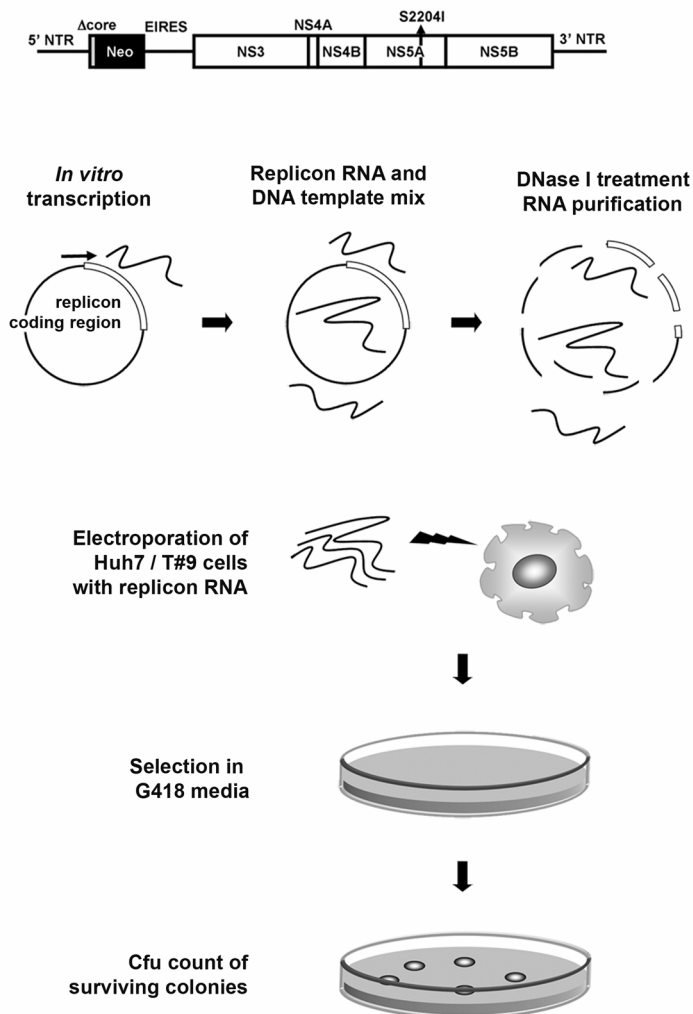 S2204I
Δcore EIRES NS4A
5' NTR 3' NTR
Neo NS3 NS4B NS5A NS5B
In vitro
transcription
Replicon RNA and
DNA template mix
DNase I treatment
RNA purification
replicon
coding region
Electroporation of
Huh7 / T#9 cells
with replicon RNA
Selection in
G418 media
Cfu count of
surviving colonies